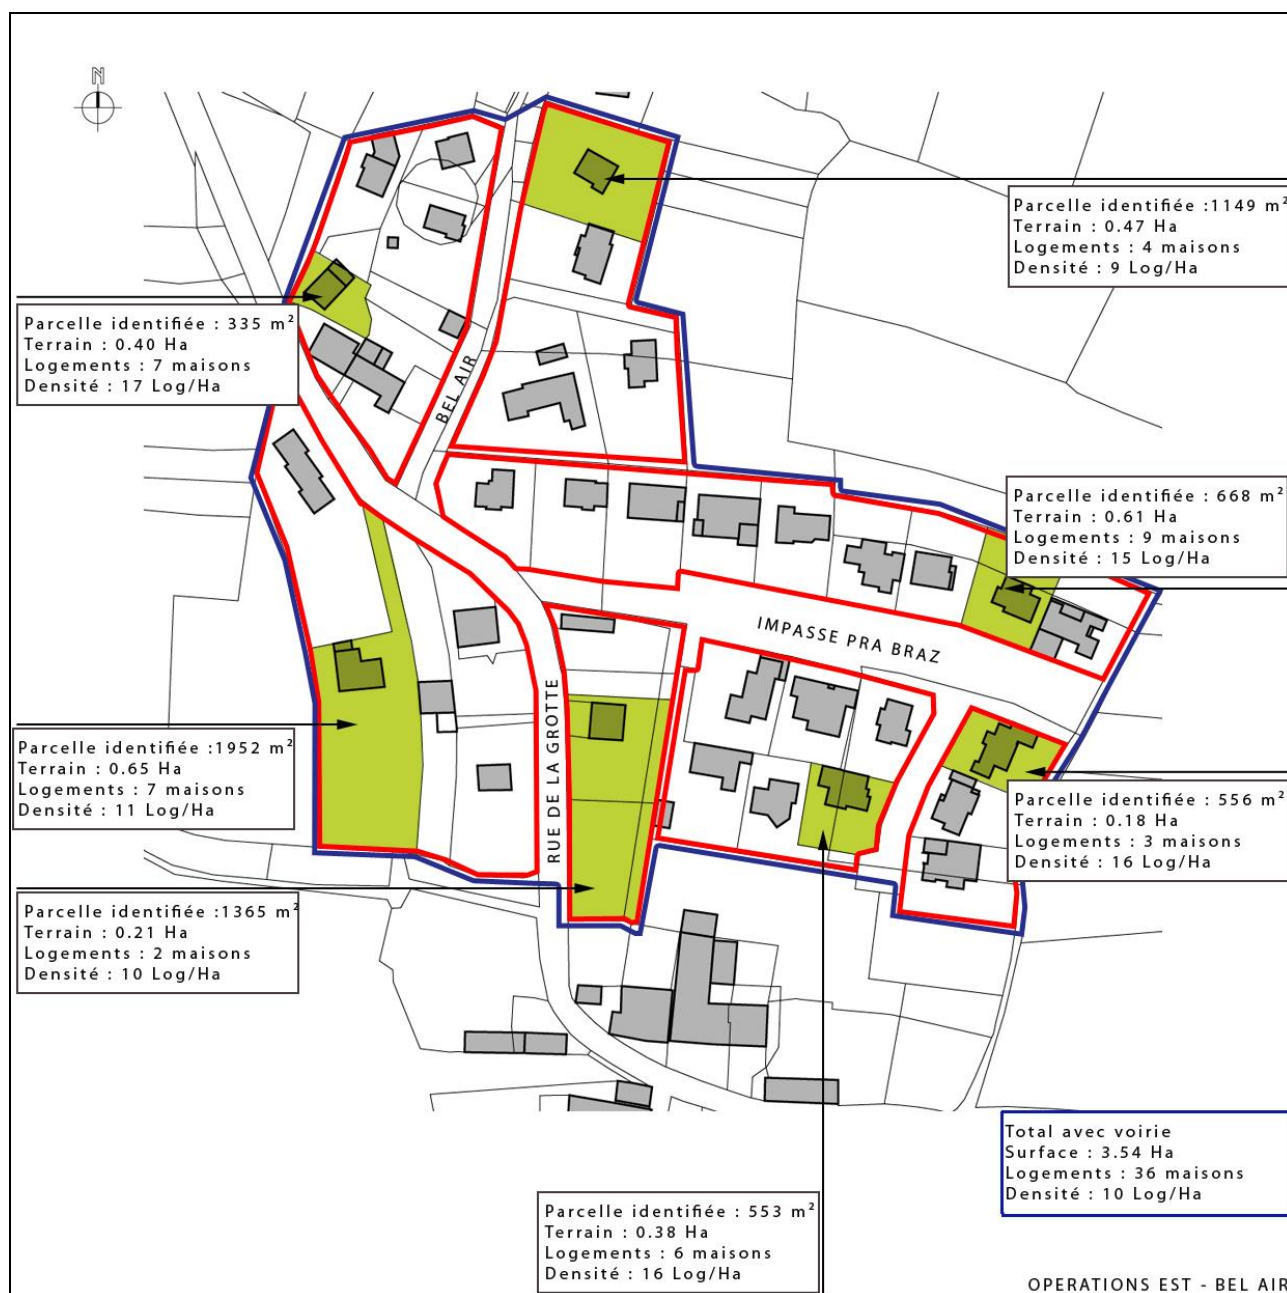 N
Parcelle identifiée :1149 m²
Terrain : 0.47 Ha
Logements : 4 maisons
Densité : 9 Log/Ha
Parcelle identifiée : 335 m²
Terrain : 0.40 Ha
Logements : 7 maisons
Densité : 17 Log/Ha
BEL AIR
Parcelle identifiée : 668 m²
Terrain : 0.61 Ha
Logements : 9 maisons
Densité : 15 Log/Ha
IMPASSE PRA BRAZ
RUE DE LA GROTTE
Parcelle identifiée :1952 m²
Terrain : 0.65 Ha
Logements : 7 maisons
Densité : 11 Log/Ha
Parcelle identifiée : 556 m²
Terrain : 0.18 Ha
Logements : 3 maisons
Densité : 16 Log/Ha
Parcelle identifiée :1365 m²
Terrain : 0.21 Ha
Logements : 2 maisons
Densité : 10 Log/Ha
Total avec voirie
Surface : 3.54 Ha
Logements : 36 maisons
Densité : 10 Log/Ha
Parcelle identifiée : 553 m²
Terrain : 0.38 Ha
Logements : 6 maisons
Densité : 16 Log/Ha
OPERATIONS EST - BEL AIR